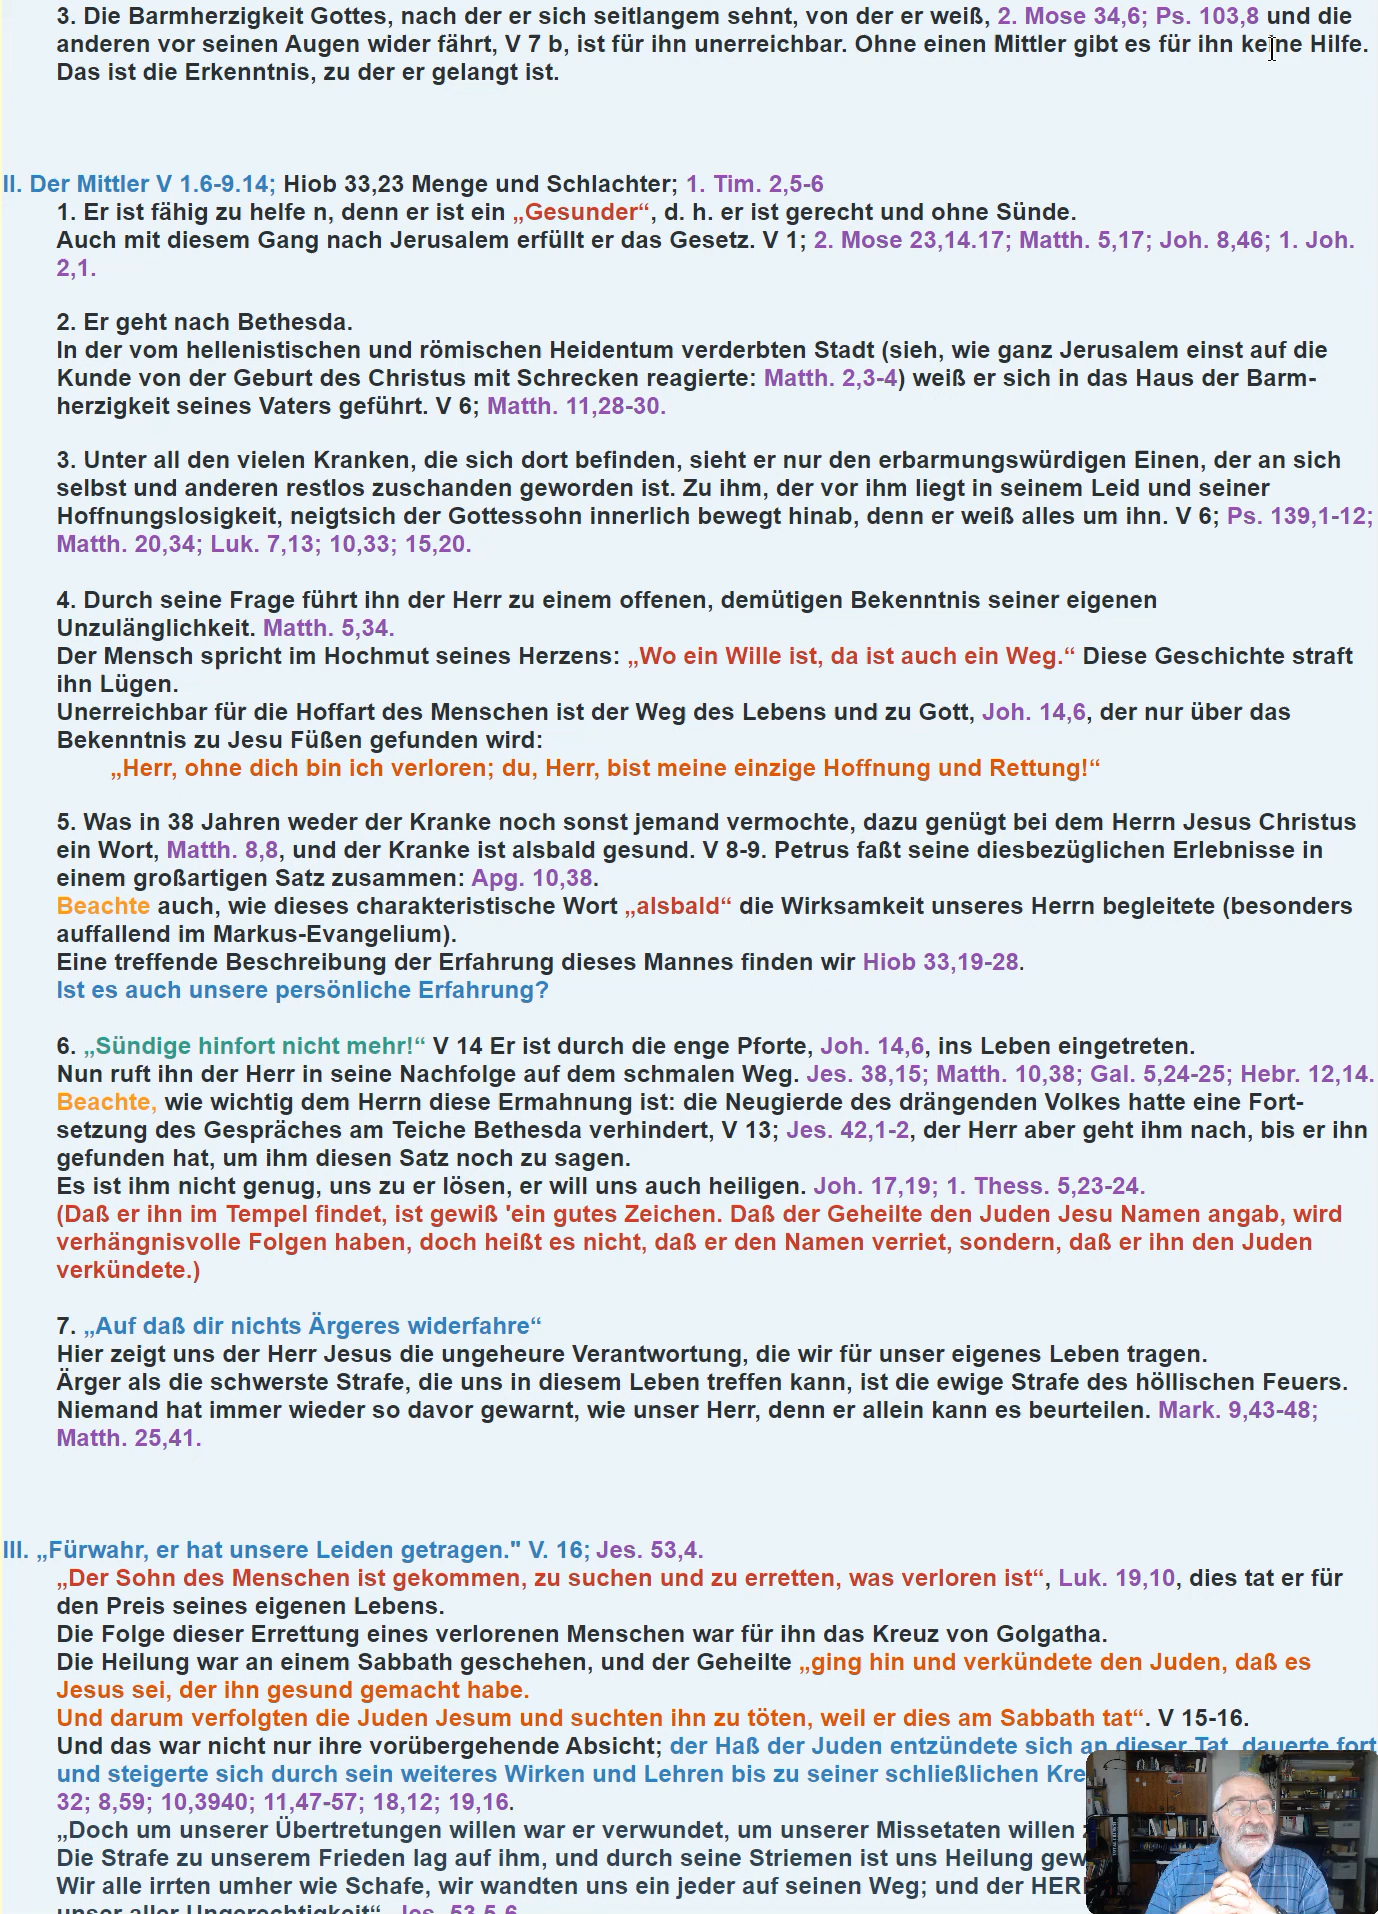 3. Die Barmherzigkeit Gottes, nach der er sich seitlangem sehnt, von der er weiß, 2. Mose 34,6; Ps. 103,8 und die
anderen vor seinen Augen wider fährt, V 7 b, ist für ihn unerreichbar. Ohne einen Mittler gibt es für ihn keine Hilfe.
Das ist die Erkenntnis, zu der er gelangt ist.
II. Der Mittler V 1.6-9.14; Hiob 33,23 Menge und Schlachter; 1. Tim. 2,5-6
1. Er ist fähig zu helfe n, denn er ist ein „Gesunder“, d. h. er ist gerecht und ohne Sünde.
Auch mit diesem Gang nach Jerusalem erfüllt er das Gesetz. V 1; 2. Mose 23,14.17; Matth. 5,17; Joh. 8,46; 1. Joh.
2,1.
2. Er geht nach Bethesda.
In der vom hellenistischen und römischen Heidentum verderbten Stadt (sieh, wie ganz Jerusalem einst auf die
Kunde von der Geburt des Christus mit Schrecken reagierte: Matth. 2,3-4) weiß er sich in das Haus der Barm-
herzigkeit seines Vaters geführt. V 6; Matth. 11,28-30.
3. Unter all den vielen Kranken, die sich dort befinden, sieht er nur den erbarmungswürdigen Einen, der an sich
selbst und anderen restlos zuschanden geworden ist. Zu ihm, der vor ihm liegt in seinem Leid und seiner
Hoffnungslosigkeit, neigtsich der Gottessohn innerlich bewegt hinab, denn er weiß alles um ihn. V 6; Ps. 139,1-12;
Matth. 20,34; Luk. 7,13; 10,33; 15,20.
4. Durch seine Frage führt ihn der Herr zu einem offenen, demütigen Bekenntnis seiner eigenen
Unzulänglichkeit. Matth. 5,34.
Der Mensch spricht im Hochmut seines Herzens: „Wo ein Wille ist, da ist auch ein Weg.“ Diese Geschichte straft
ihn Lügen.
Unerreichbar für die Hoffart des Menschen ist der Weg des Lebens und zu Gott, Joh. 14,6, der nur über das
Bekenntnis zu Jesu Füßen gefunden wird:
„Herr, ohne dich bin ich verloren; du, Herr, bist meine einzige Hoffnung und Rettung!“
5. Was in 38 Jahren weder der Kranke noch sonst jemand vermochte, dazu genügt bei dem Herrn Jesus Christus
ein Wort, Matth. 8,8, und der Kranke ist alsbald gesund. V 8-9. Petrus faßt seine diesbezüglichen Erlebnisse in
einem großartigen Satz zusammen: Apg. 10,38.
Beachte auch, wie dieses charakteristische Wort „alsbald“ die Wirksamkeit unseres Herrn begleitete (besonders
auffallend im Markus-Evangelium).
Eine treffende Beschreibung der Erfahrung dieses Mannes finden wir Hiob 33,19-28.
Ist es auch unsere persönliche Erfahrung?
6. „Sündige hinfort nicht mehr!“ V 14 Er ist durch die enge Pforte, Joh. 14,6, ins Leben eingetreten.
Nun ruft ihn der Herr in seine Nachfolge auf dem schmalen Weg. Jes. 38,15; Matth. 10,38; Gal. 5,24-25; Hebr. 12,14.
Beachte, wie wichtig dem Herrn diese Ermahnung ist: die Neugierde des drängenden Volkes hatte eine Fort-
setzung des Gespräches am Teiche Bethesda verhindert, V 13; Jes. 42,1-2, der Herr aber geht ihm nach, bis er ihn
gefunden hat, um ihm diesen Satz noch zu sagen.
Es ist ihm nicht genug, uns zu er lösen, er will uns auch heiligen. Joh. 17,19; 1. Thess. 5,23-24.
(Daß er ihn im Tempel findet, ist gewiß 'ein gutes Zeichen. Daß der Geheilte den Juden Jesu Namen angab, wird
verhängnisvolle Folgen haben, doch heißt es nicht, daß er den Namen verriet, sondern, daß er ihn den Juden
verkündete.)
7. „Auf daß dir nichts Ärgeres widerfahre“
Hier zeigt uns der Herr Jesus die ungeheure Verantwortung, die wir für unser eigenes Leben tragen.
Ärger als die schwerste Strafe, die uns in diesem Leben treffen kann, ist die ewige Strafe des höllischen Feuers.
Niemand hat immer wieder so davor gewarnt, wie unser Herr, denn er allein kann es beurteilen. Mark. 9,43-48;
Matth. 25,41.
III. „Fürwahr, er hat unsere Leiden getragen." V. 16; Jes. 53,4.
„Der Sohn des Menschen ist gekommen, zu suchen und zu erretten, was verloren ist“, Luk. 19,10, dies tat er für
den Preis seines eigenen Lebens.
Die Folge dieser Errettung eines verlorenen Menschen war für ihn das Kreuz von Golgatha.
Die Heilung war an einem Sabbath geschehen, und der Geheilte „ging hin und verkündete den Juden, daß es
Jesus sei, der ihn gesund gemacht habe.
Und darum verfolgten die Juden Jesum und suchten ihn zu töten, weil er dies am Sabbath tat“. V 15-16.
Und das war nicht nur ihre vorübergehende Absicht; der Haß der Juden entzündete sich an dieser Tat, dauerte fort
und steigerte sich durch sein weiteres Wirken und Lehren bis zu seiner schließlichen Kre
32; 8,59; 10,3940; 11,47-57; 18,12; 19,16.
„Doch um unserer Übertretungen willen war er verwundet, um unserer Missetaten willen
Die Strafe zu unserem Frieden lag auf ihm, und durch seine Striemen ist uns Heilung gew
Wir alle irrten umher wie Schafe, wir wandten uns ein jeder auf seinen Weg; und der HER
unser aller Ungerechtigkeit“. Jes. 53,5-6